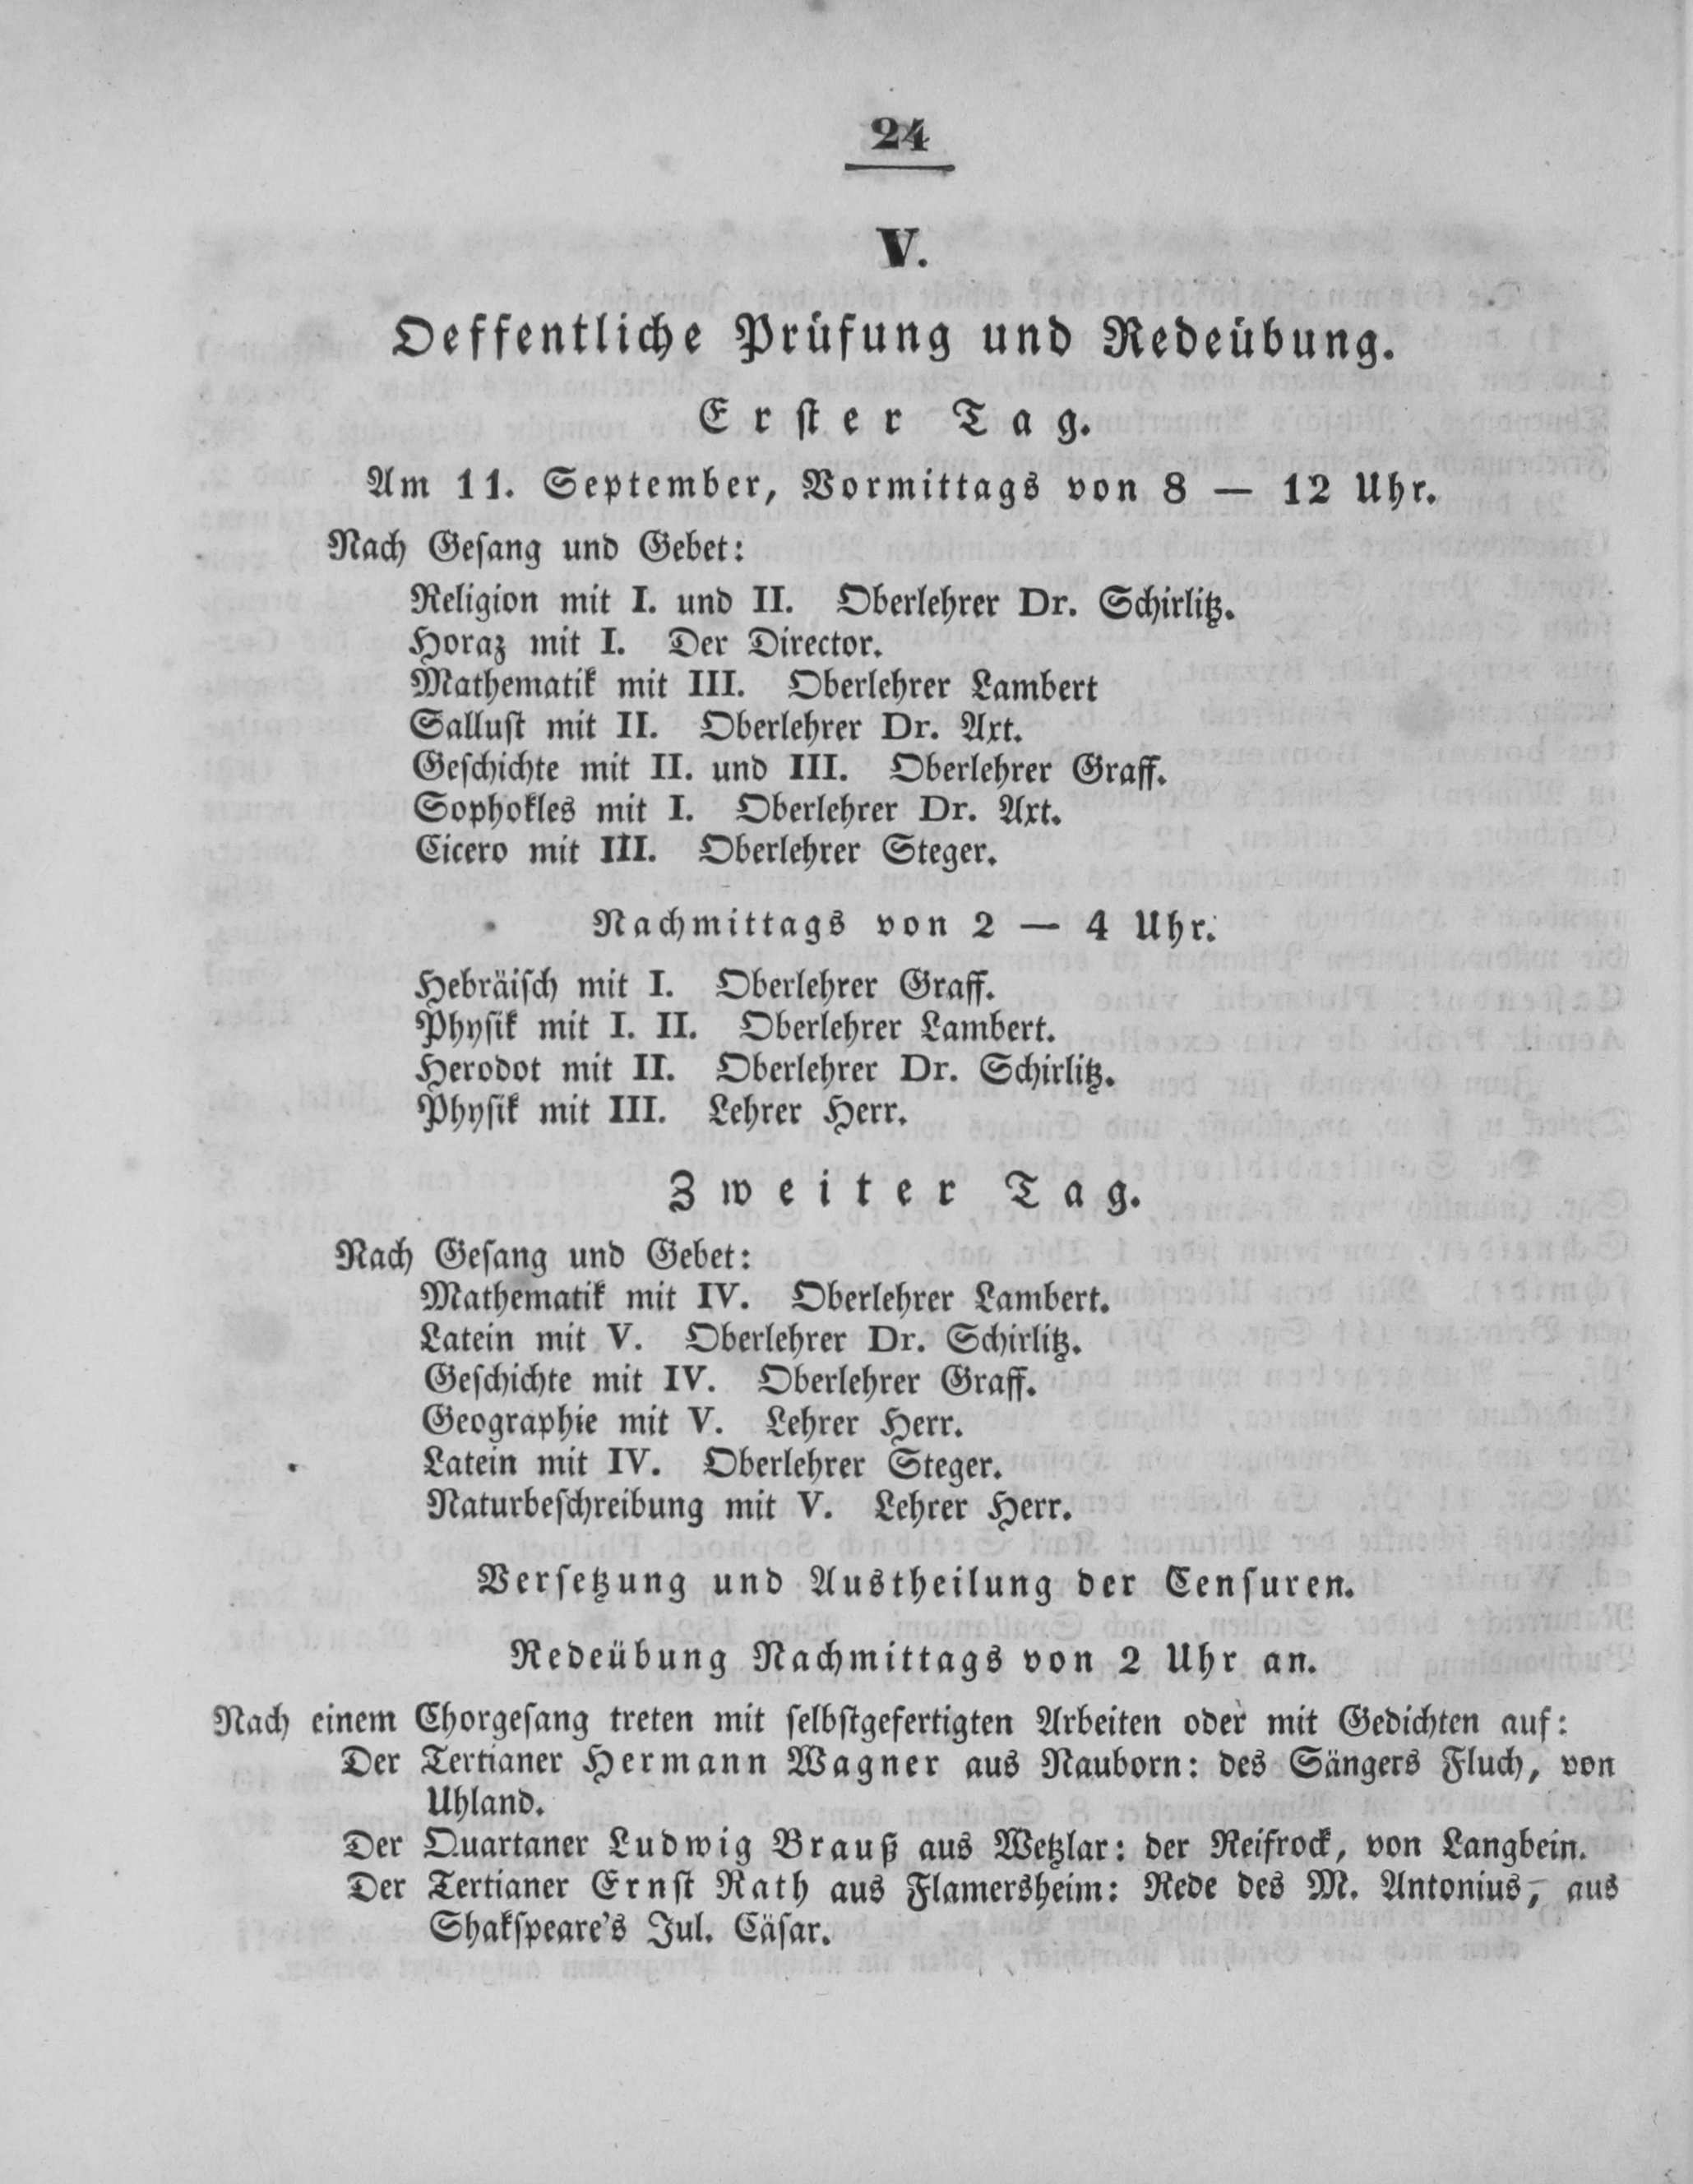 24
V.
Oeffentliche Prüfung und Redeübung.
Erster Tag.
Am 11. September, Vormittags von 8 — 12 Uhr.
Nach Gesang und Gebet:
Religion mit I. und II. Oberlehrer Dr. Schirlitz.
Horaz mit I. Der Director.
Mathematik mit III. Oberlehrer Lambert
Sallust mit II. Oberlehrer Dr. Axt.
Geschichte mit II. und III. Oberlehrer Graff.
Sophokles mit I. Oberlehrer Dr. Axt.
Cicero mit III. Oberlehrer Steger.
Nachmittags von 2 — 4 Uhr.
Hebräisch mit I. Oberlehrer Graff.
Physik mit I. II. Oberlehrer Lambert.
Herodot mit II. Oberlehrer Dr. Schirlitz.
Physik mit III. Lehrer Herr.
Zweiter Tag.
Nach Gesang und Gebet:
Mathematik mit IV. Oberlehrer Lambert.
Latein mit V. Oberlehrer Dr. Schirlitz.
Geschichte mit IV. Oberlehrer Graff.
Geographie mit V. Lehrer Herr.
Latein mit IV. Oberlehrer Steger.
Naturbeschreibung mit V. Lehrer Herr.
Versetzung und Austheilung der Censuren.
Redeübung Nachmittags von 2 Uhr an.
Nach einem Chorgesang treten mit selbstgefertigten Arbeiten oder mit Gedichten auf:
Der Tertianer Hermann Wagner aus Nauborn: des Sängers Fluch, von
Uhland.
Der Quartaner Ludwig Brauß aus Wetzlar: der Reifrock, von Langbein.
Der Tertianer Ernst Rath aus Flamersheim: Rede des M. Antonius, aus
Shakspeare's Jul. Cäsar.